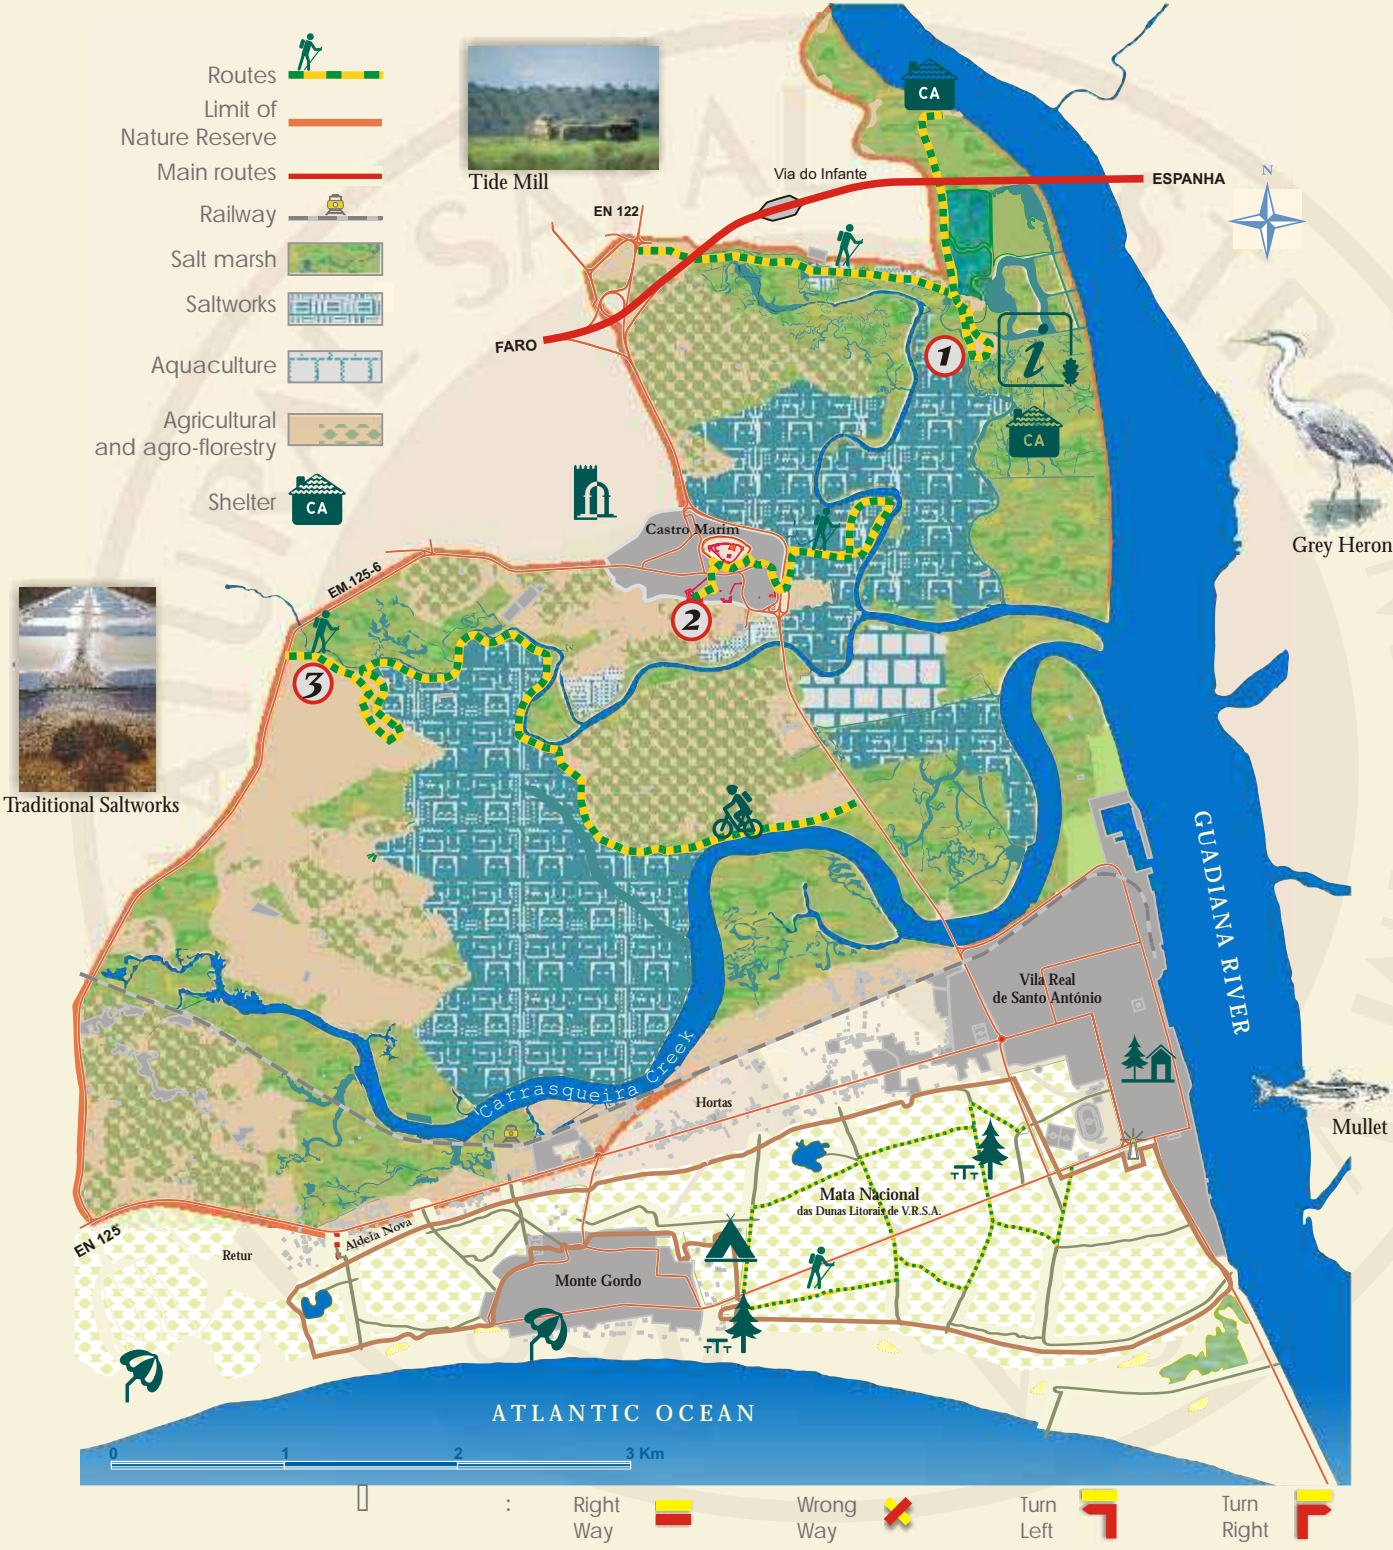 Routes
Limit of
Nature Reserve
Main routes
Railway
Salt marsh
Saltworks
Aquaculture
Agricultural
and agro-florestry
Shelter
CA
Tide Mill
CA
Via do Infante
ESPANHA
N
EN 122
FARO
1
i
CA
Grey Heron
Castro Marim
EM.125-6
2
3
Traditional Saltworks
GUADIANA RIVER
Vila Real
de Santo António
Carrasqueira Creek
Hortas
Mullet
Mata Nacional
das Dunas Litorais de V.R.S.A.
EN 125
Retur
Aldeia Nova
Monte Gordo
ATLANTIC OCEAN
0 1 2 3 Km
:
Right
Way
Wrong
Way
Turn
Left
Turn
Right